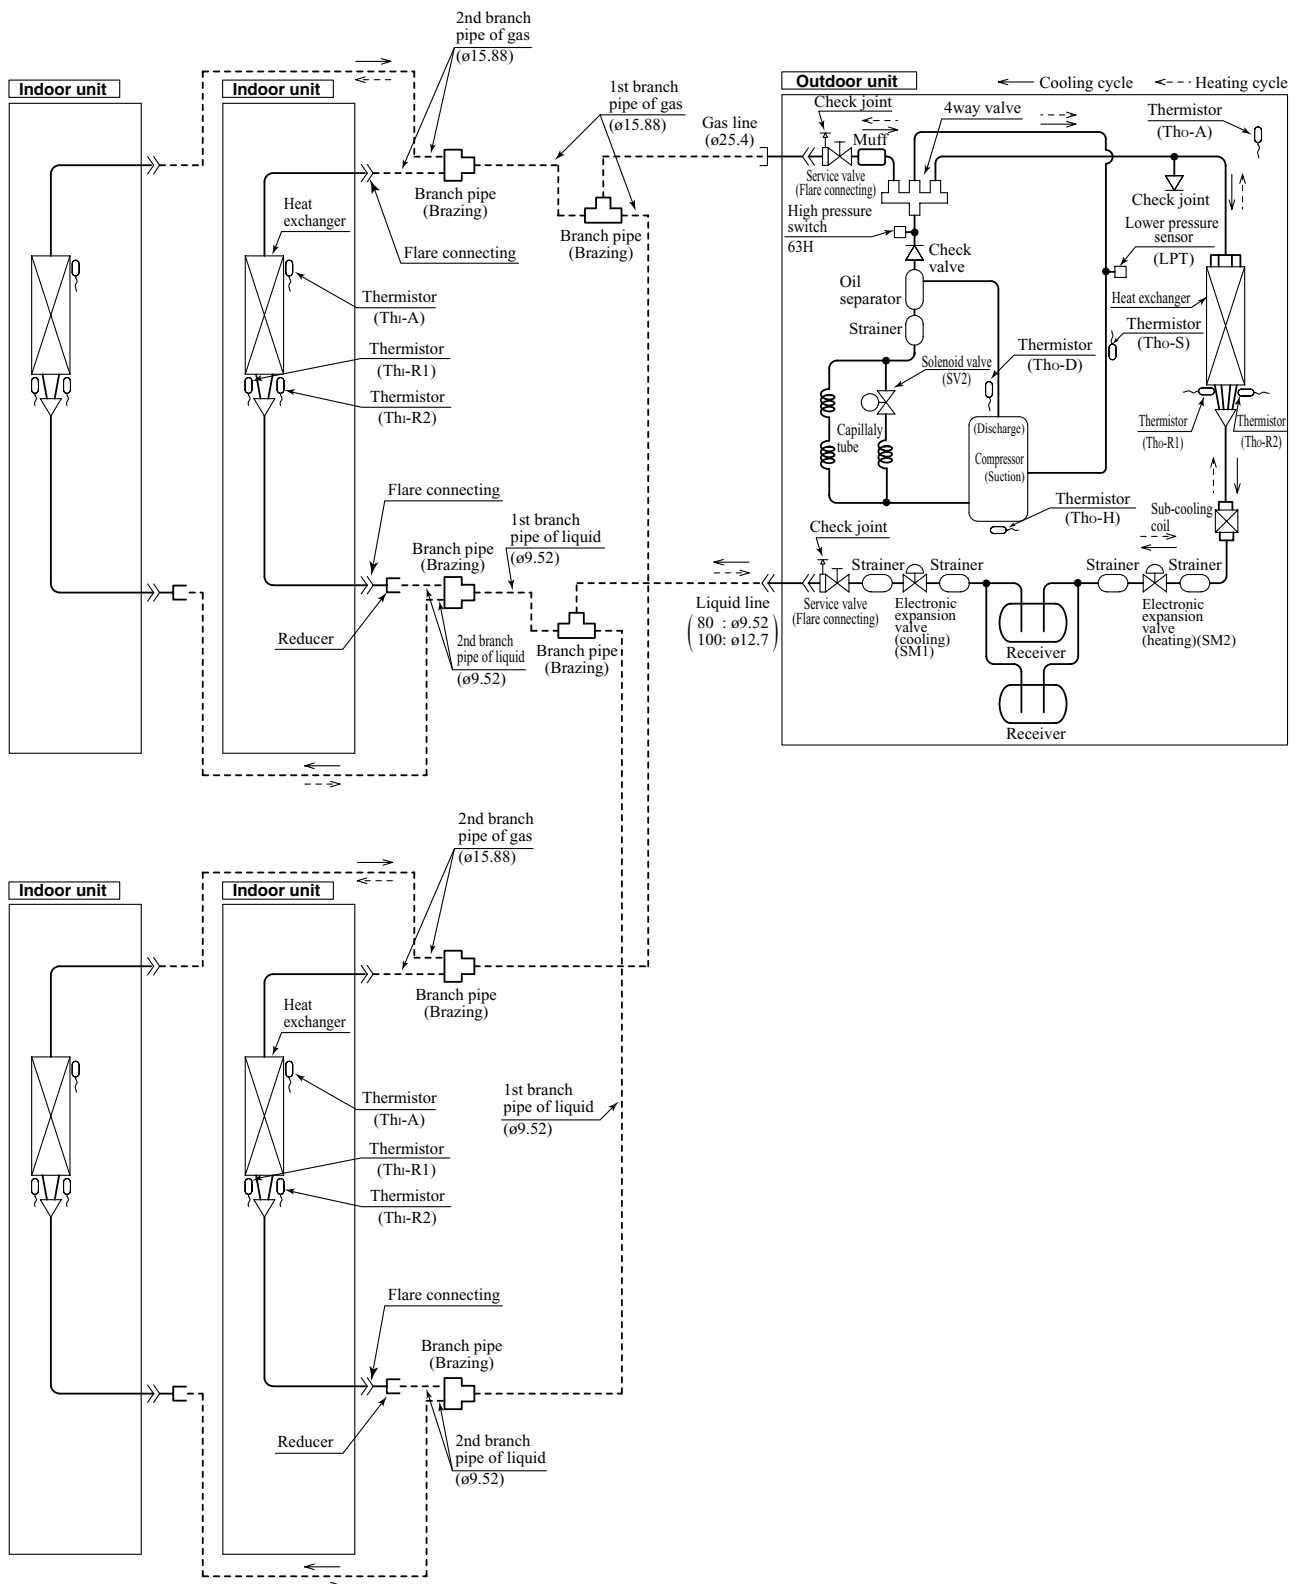 2nd branch
pipe of gas
(ø15.88)
Indoor unit
Indoor unit
1st branch
pipe of gas
(ø15.88)
Gas line
(ø25.4)
Outdoor unit
Cooling cycle
Heating cycle
Check joint
4way valve
Thermistor
(Tho-A)
Muff
Service valve
(Flare connecting)
Branch pipe
(Brazing)
Branch pipe
(Brazing)
Heat
exchanger
Flare connecting
High pressure
switch
63H
Check joint
Lower pressure
sensor
(LPT)
Check
valve
Oil
separator
Heat exchanger
Thermistor
(ThI-A)
Strainer
Thermistor
(Tho-S)
Thermistor
(Tho-D)
Solenoid valve
(SV2)
Thermistor
(ThI-R1)
Thermistor
(ThI-R2)
Capillaly
tube
(Discharge)
Compressor
(Suction)
Thermistor
(Tho-R1)
Thermistor
(Tho-R2)
Flare connecting
Thermistor
(Tho-H)
Sub-cooling
coil
1st branch
pipe of liquid
(ø9.52)
Branch pipe
(Brazing)
Check joint
Strainer
Strainer
Strainer
Strainer
Liquid line
80 : ø9.52
100: ø12.7
Service valve
(Flare connecting)
Electronic
expansion
valve
(cooling)
(SM1)
Receiver
Electronic
expansion
valve
(heating)(SM2)
Reducer
2nd branch
pipe of liquid
(ø9.52)
Branch pipe
(Brazing)
Receiver
2nd branch
pipe of gas
(ø15.88)
Indoor unit
Indoor unit
Branch pipe
(Brazing)
Heat
exchanger
Thermistor
(ThI-A)
1st branch
pipe of liquid
(ø9.52)
Thermistor
(ThI-R1)
Thermistor
(ThI-R2)
Flare connecting
Branch pipe
(Brazing)
Reducer
2nd branch
pipe of liquid
(ø9.52)